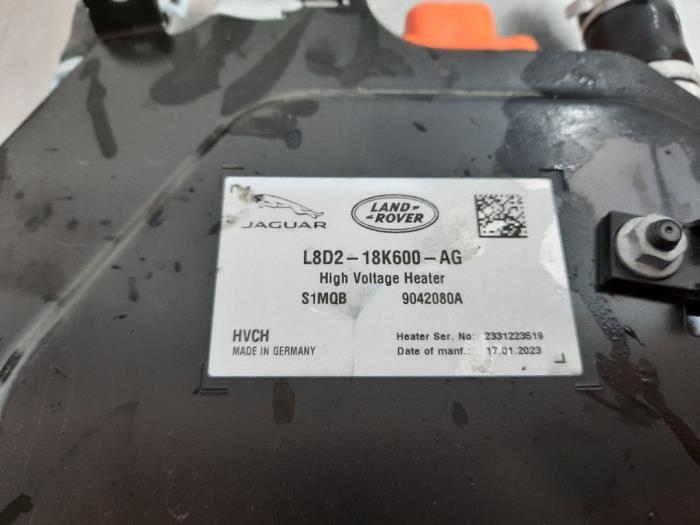 JAGUAR
LAND-
-ROVER
L8D2-18K600-AG
High Voltage Heater
S1MQB 9042080A
HVCH Heater Ser. No: 2331223519
MADE IN GERMANY Date of manf.: 17.01.2023